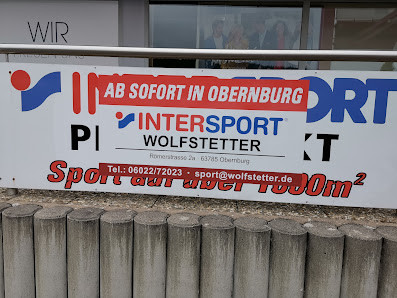 WIR
INTERSPORT
AB SOFORT IN OBERNBURG
INTERSPORT
WOLFSTETTER
Römerstrasse 2a · 63785 Obernburg
Tel.: 06022/72023 · sport@wolfstetter.de
Sport auf über 1000m²